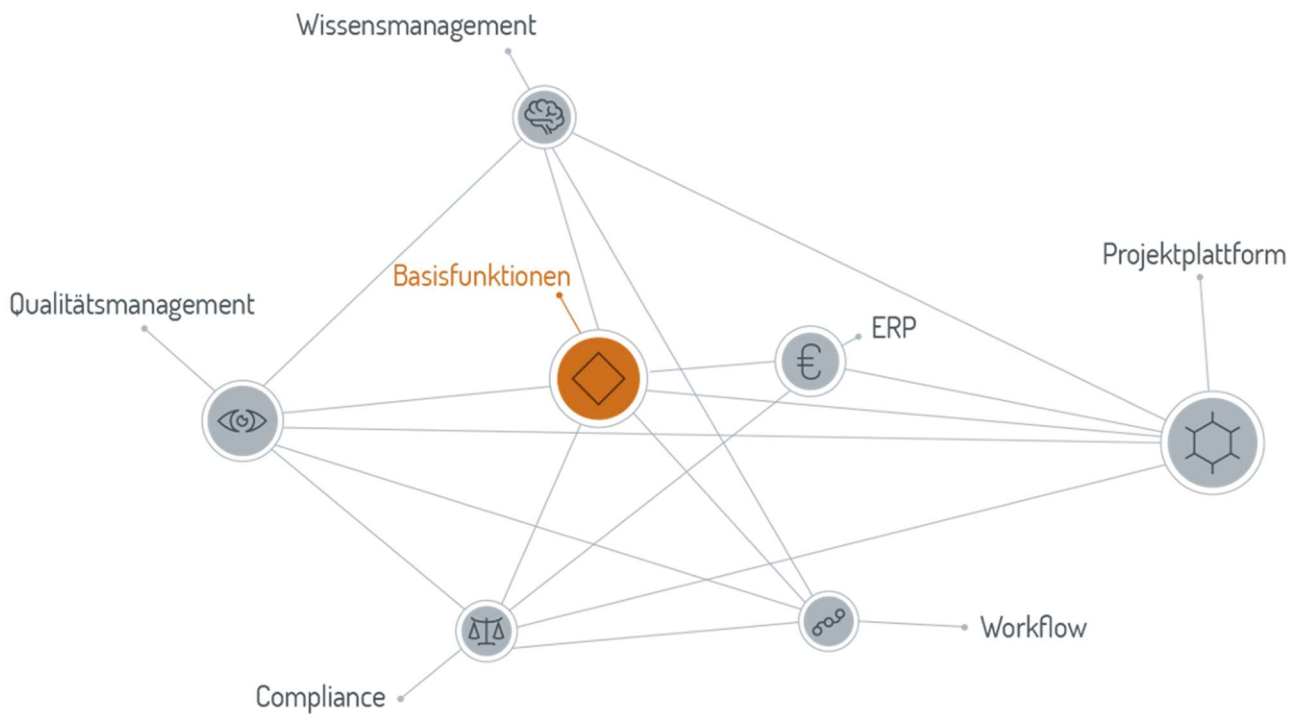 Wissensmanagement
Projektplattform
Basisfunktionen
Qualitätsmanagement
ERP
€
Workflow
Compliance